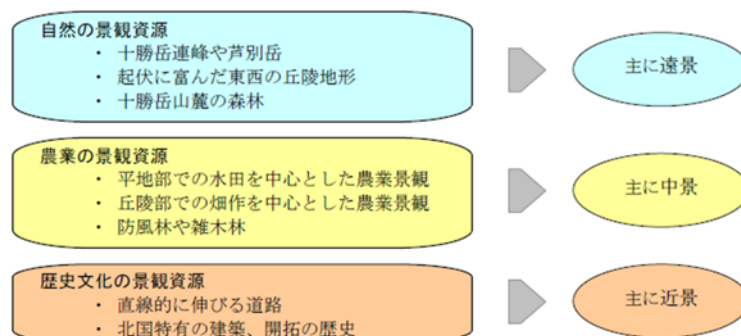 自然の景観資源
・ 十勝岳連峰や芦別岳
・ 起伏に富んだ東西の丘陵地形
・ 十勝岳山麓の森林
主に遠景
農業の景観資源
・ 平地部での水田を中心とした農業景観
・ 丘陵部での畑作を中心とした農業景観
・ 防風林や雑木林
主に中景
歴史文化の景観資源
・ 直線的に伸びる道路
・ 北国特有の建築、開拓の歴史
主に近景